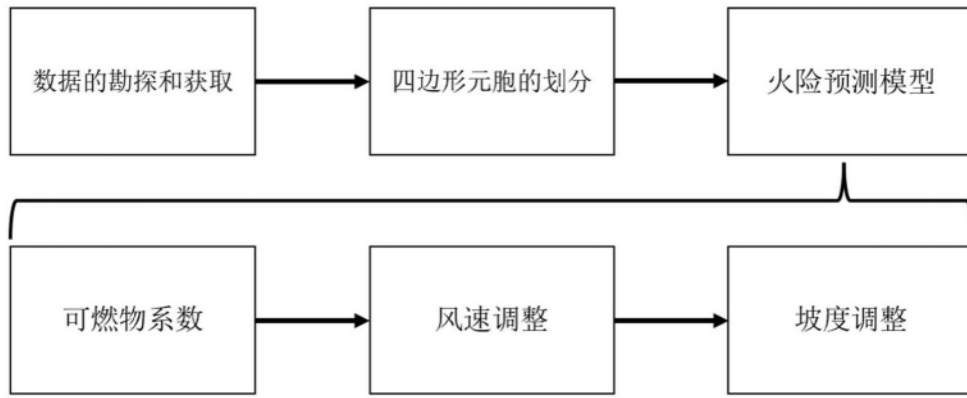 数据的勘探和获取
四边形元胞的划分
火险预测模型
可燃物系数
风速调整
坡度调整